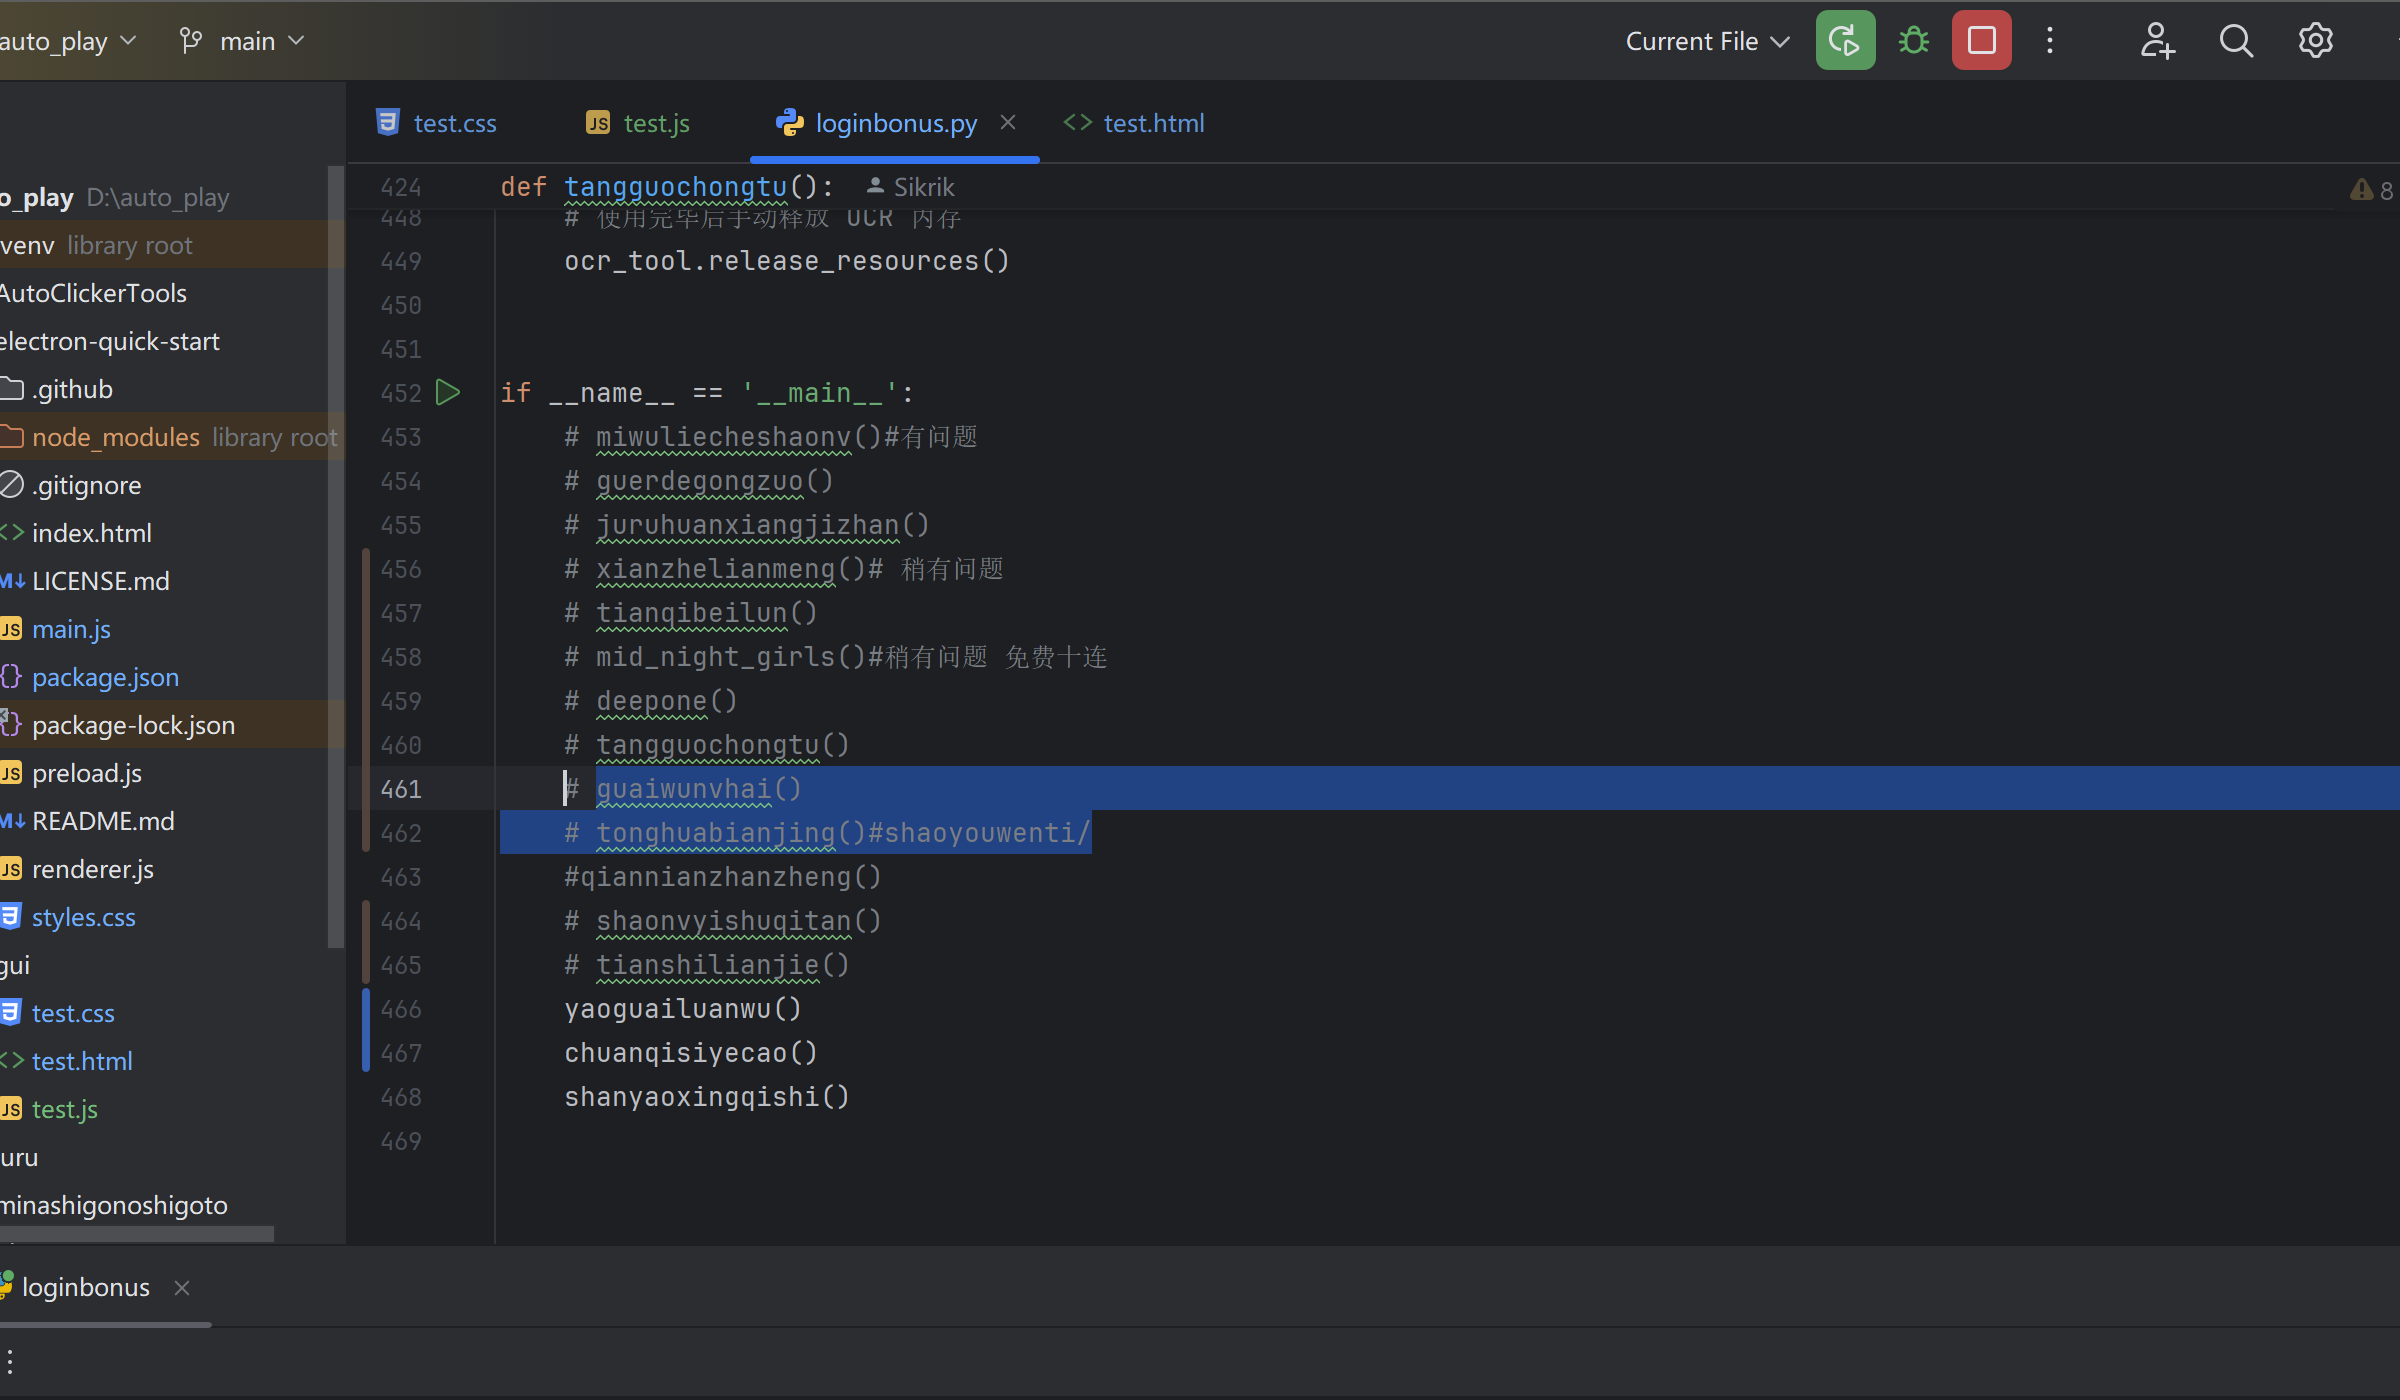 auto_play main Current File
test.css test.js loginbonus.py test.html
o_play D:\auto_play
venv library root
AutoClickerTools
electron-quick-start
.github
node_modules library root
.gitignore
index.html
LICENSE.md
main.js
package.json
package-lock.json
preload.js
README.md
renderer.js
styles.css
gui
test.css
test.html
test.js
uru
minashigonoshigoto
424 def tangguochongtu(): Sikrik 8
448 # 使用完毕后手动释放 OCR 内存
449 ocr_tool.release_resources()
450
451
452 if __name__ == '__main__':
453 # miwuliecheshaonv()#有问题
454 # guerdegongzuo()
455 # juruhuanxiangjizhan()
456 # xianzhelianmeng()# 稍有问题
457 # tianqibeilun()
458 # mid_night_girls()#稍有问题 免费十连
459 # deepone()
460 # tangguochongtu()
461 # guaiwunvhai()
462 # tonghuabianjing()#shaoyouwenti/
463 #qiannianzhanzheng()
464 # shaonvyishuqitan()
465 # tianshilianjie()
466 yaoguailuanwu()
467 chuanqisiyecao()
468 shanyaoxingqishi()
469
loginbonus